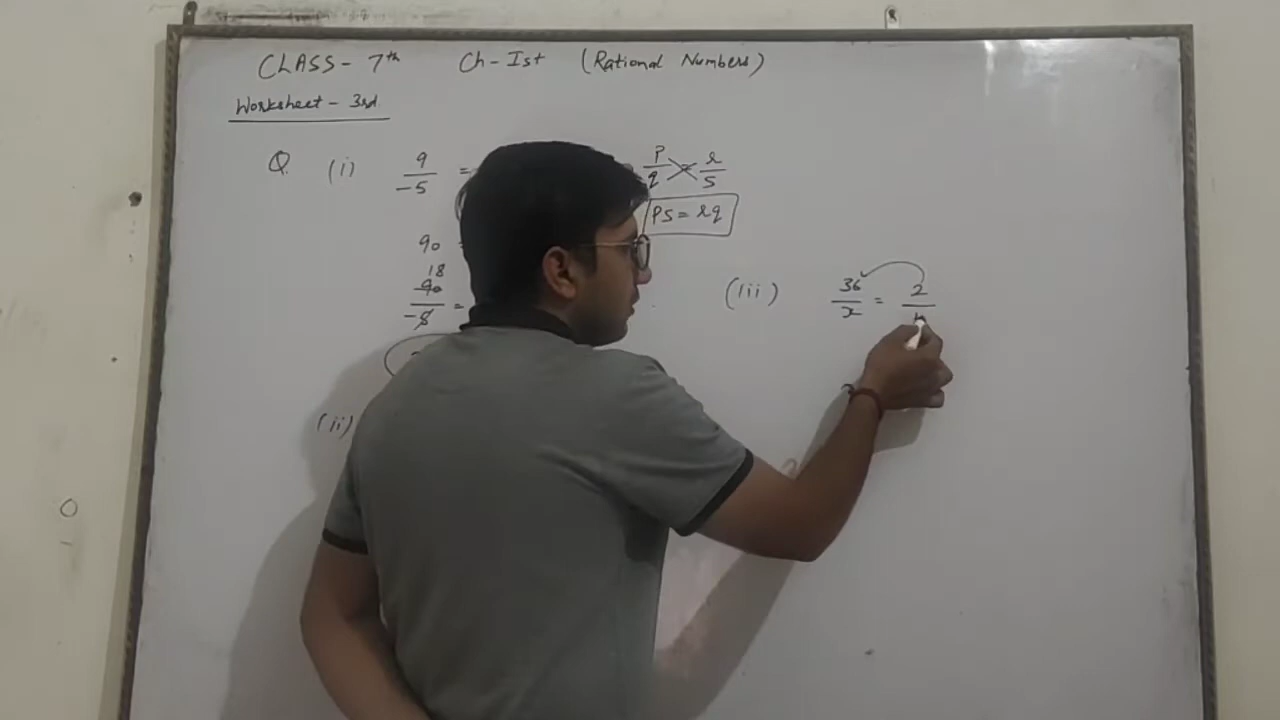 CLASS - 7th Ch - Ist (Rational Numbers)
Worksheet - 3rd
Q. (i) 9/-5 = p/q = r/s
PS = rq
90
18
90/-5 =
(iii) 36/x = 2/
(ii)